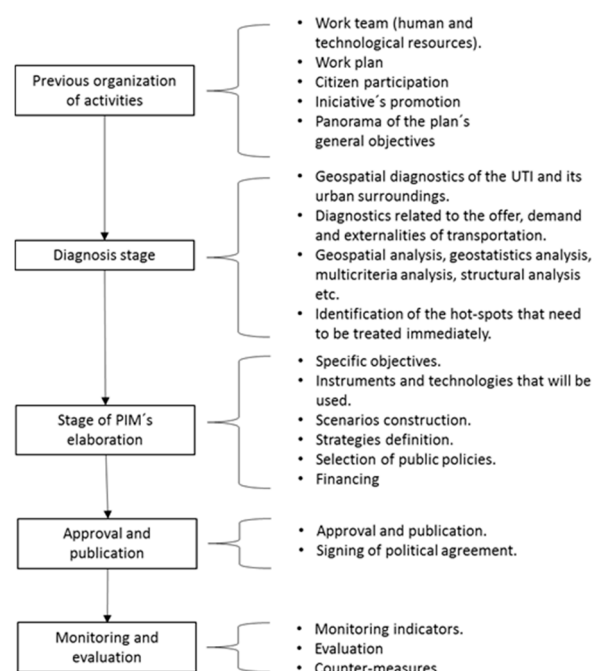 Previous organization
of activities
• Work team (human and
technological resources).
• Work plan
• Citizen participation
• Iniciative´s promotion
• Panorama of the plan´s
general objectives
Diagnosis stage
• Geospatial diagnostics of the UTI and its
urban surroundings.
• Diagnostics related to the offer, demand
and externalities of transportation.
• Geospatial analysis, geostatistics analysis,
multicriteria analysis, structural analysis
etc.
• Identification of the hot-spots that need
to be treated immediately.
Stage of PIM´s
elaboration
• Specific objectives.
• Instruments and technologies that will be
used.
• Scenarios construction.
• Strategies definition.
• Selection of public policies.
• Financing
Approval and
publication
• Approval and publication.
• Signing of political agreement.
Monitoring and
evaluation
• Monitoring indicators.
• Evaluation
• Counter-measures